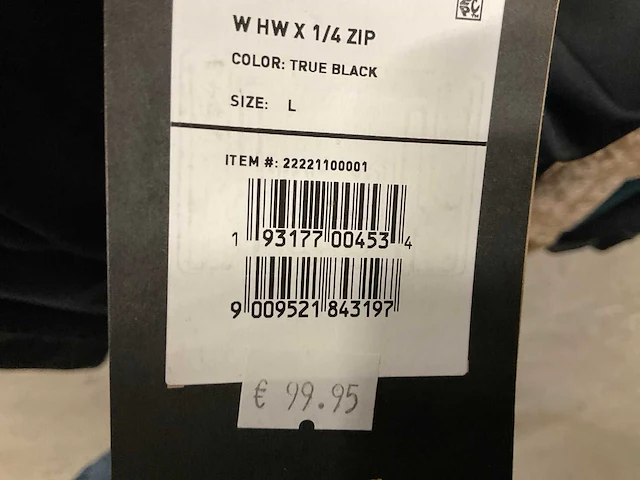 W HW X 1/4 ZIP
COLOR: TRUE BLACK
SIZE: L
ITEM #: 22221100001
1 93177 00453 4
9 009521 843197
€ 99.95